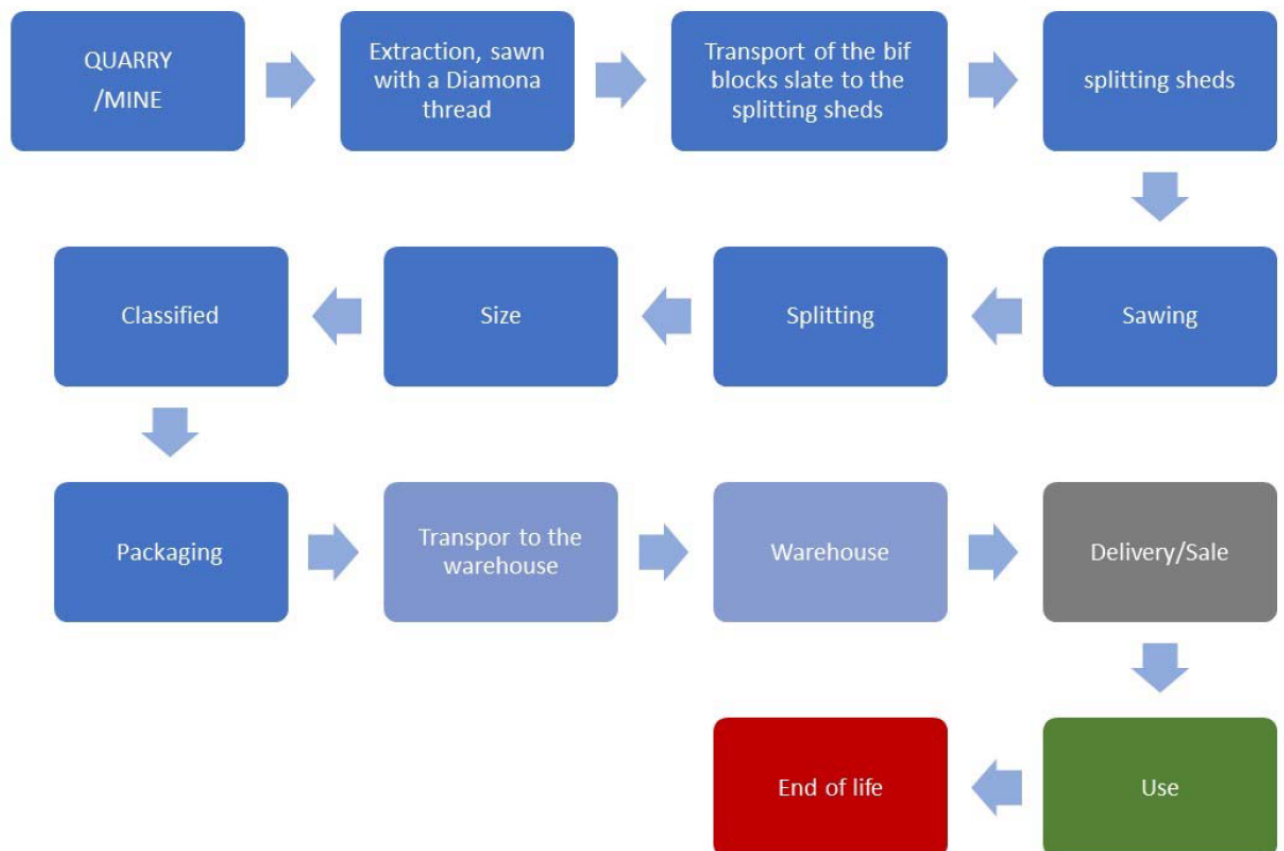 QUARRY
/MINE
Extraction, sawn
with a Diamona
thread
Transport of the bif
blocks slate to the
splitting sheds
splitting sheds
Sawing
Splitting
Size
Classified
Packaging
Transpor to the
warehouse
Warehouse
Delivery/Sale
Use
End of life